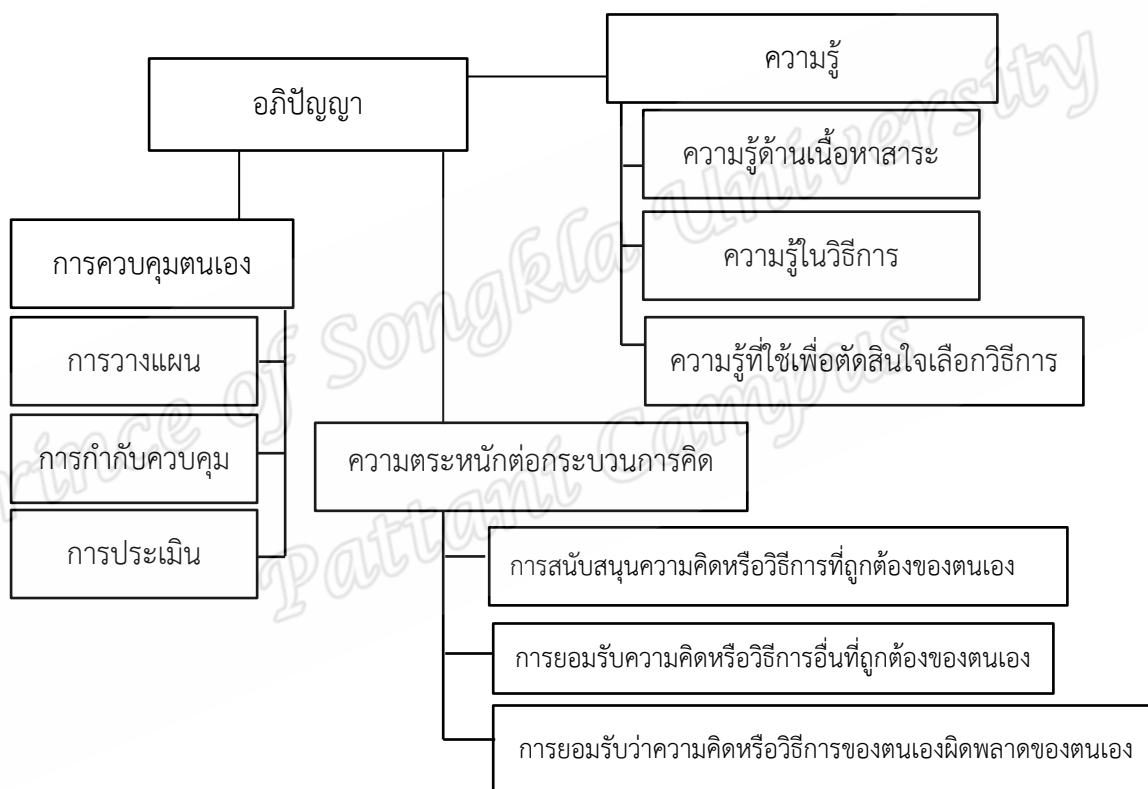 อภิปัญญา
ความรู้
ความรู้ด้านเนื้อหาสาระ
ความรู้ในวิธีการ
ความรู้ที่ใช้เพื่อตัดสินใจเลือกวิธีการ
การควบคุมตนเอง
การวางแผน
การกำกับควบคุม
การประเมิน
ความตระหนักต่อกระบวนการคิด
การสนับสนุนความคิดหรือวิธีการที่ถูกต้องของตนเอง
การยอมรับความคิดหรือวิธีการอื่นที่ถูกต้องของตนเอง
การยอมรับว่าความคิดหรือวิธีการของตนเองผิดพลาดของตนเอง
Prince of Songkla University
Pattani Campus